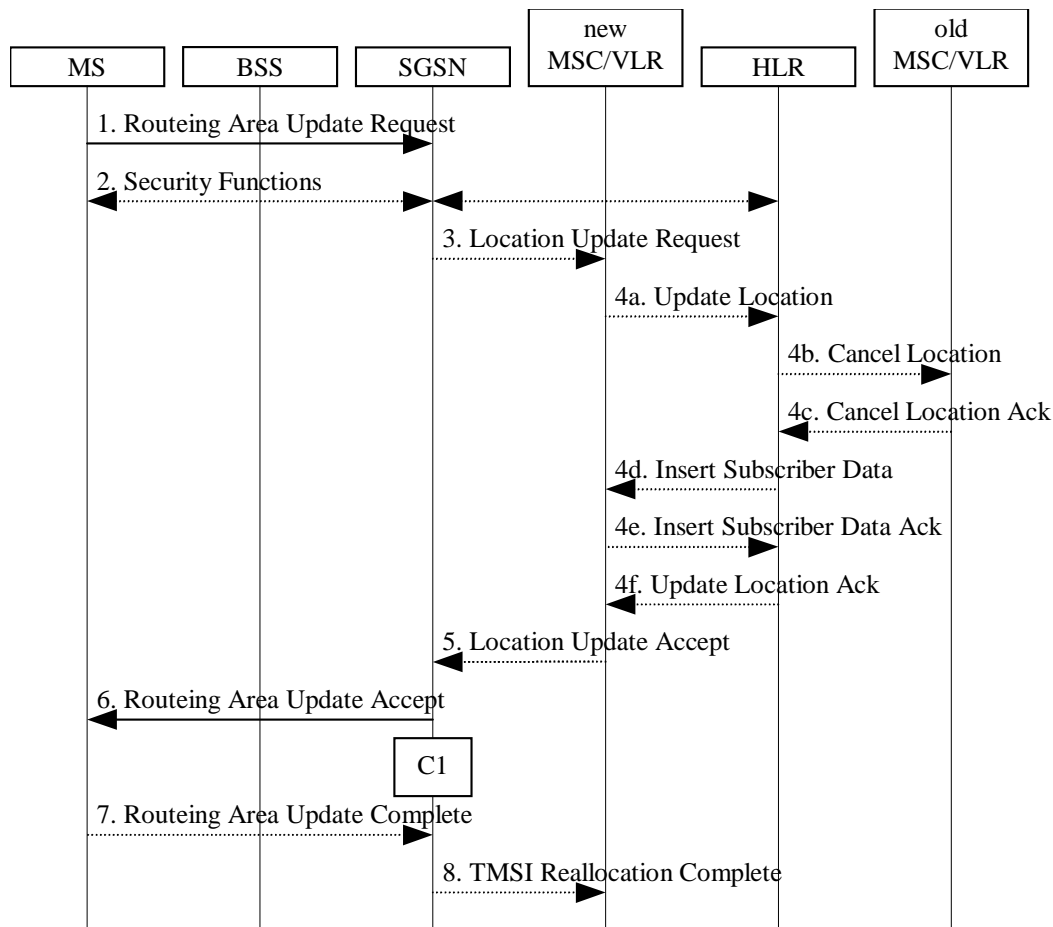 new
MSC/VLR
old
MSC/VLR
MS
BSS
SGSN
HLR
1. Routeing Area Update Request
2. Security Functions
3. Location Update Request
4a. Update Location
4b. Cancel Location
4c. Cancel Location Ack
4d. Insert Subscriber Data
4e. Insert Subscriber Data Ack
4f. Update Location Ack
5. Location Update Accept
6. Routeing Area Update Accept
C1
7. Routeing Area Update Complete
8. TMSI Reallocation Complete